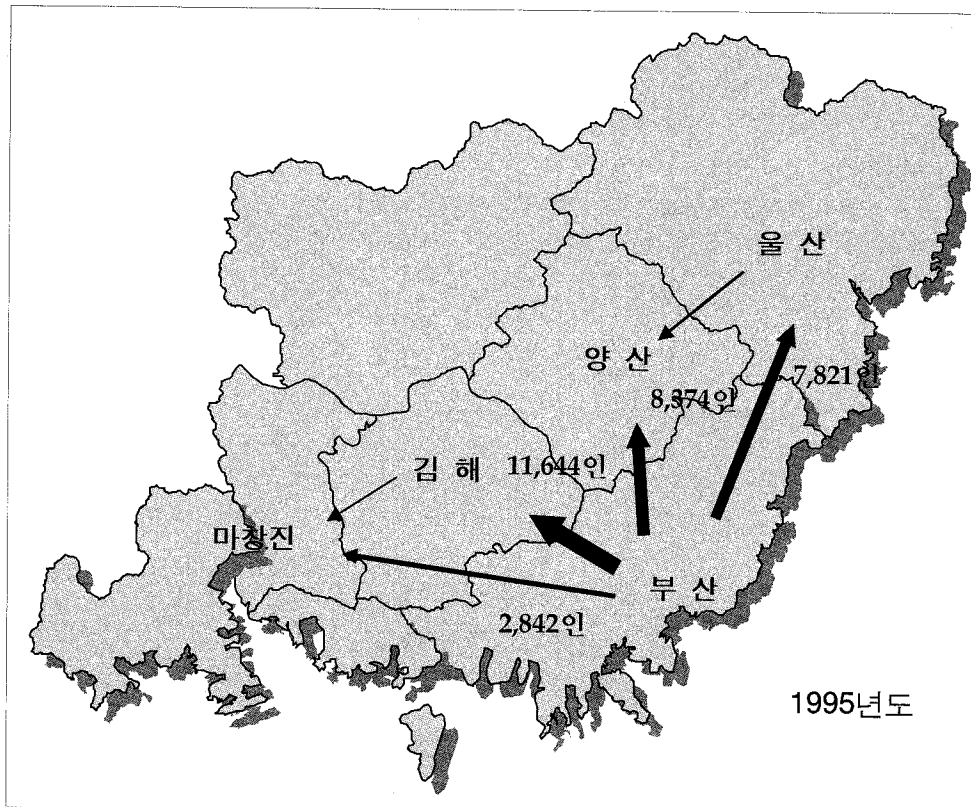 울 산
양 산
7,821인
8,374인
김 해
11,644인
마창진
부 산
2,842인
1995년도